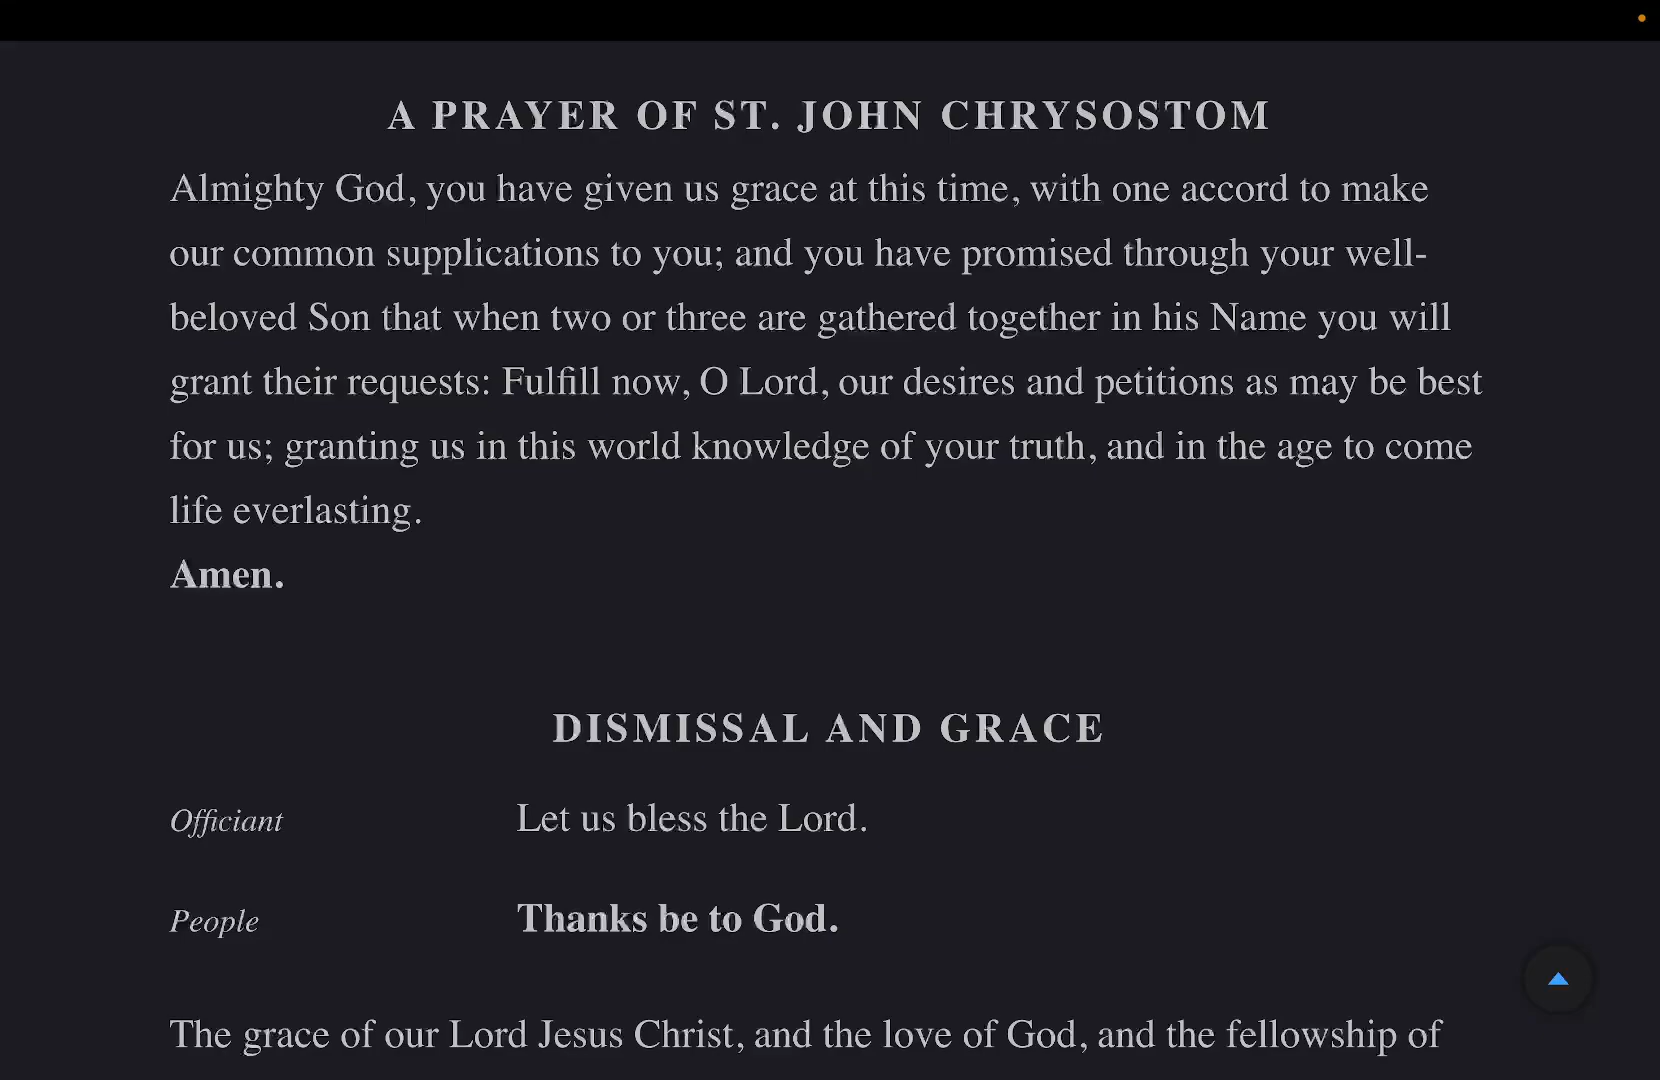 A PRAYER OF ST. JOHN CHRYSOSTOM
Almighty God, you have given us grace at this time, with one accord to make
our common supplications to you; and you have promised through your well-
beloved Son that when two or three are gathered together in his Name you will
grant their requests: Fulfill now, O Lord, our desires and petitions as may be best
for us; granting us in this world knowledge of your truth, and in the age to come
life everlasting.
Amen.
DISMISSAL AND GRACE
Officiant Let us bless the Lord.
People Thanks be to God.
The grace of our Lord Jesus Christ, and the love of God, and the fellowship of